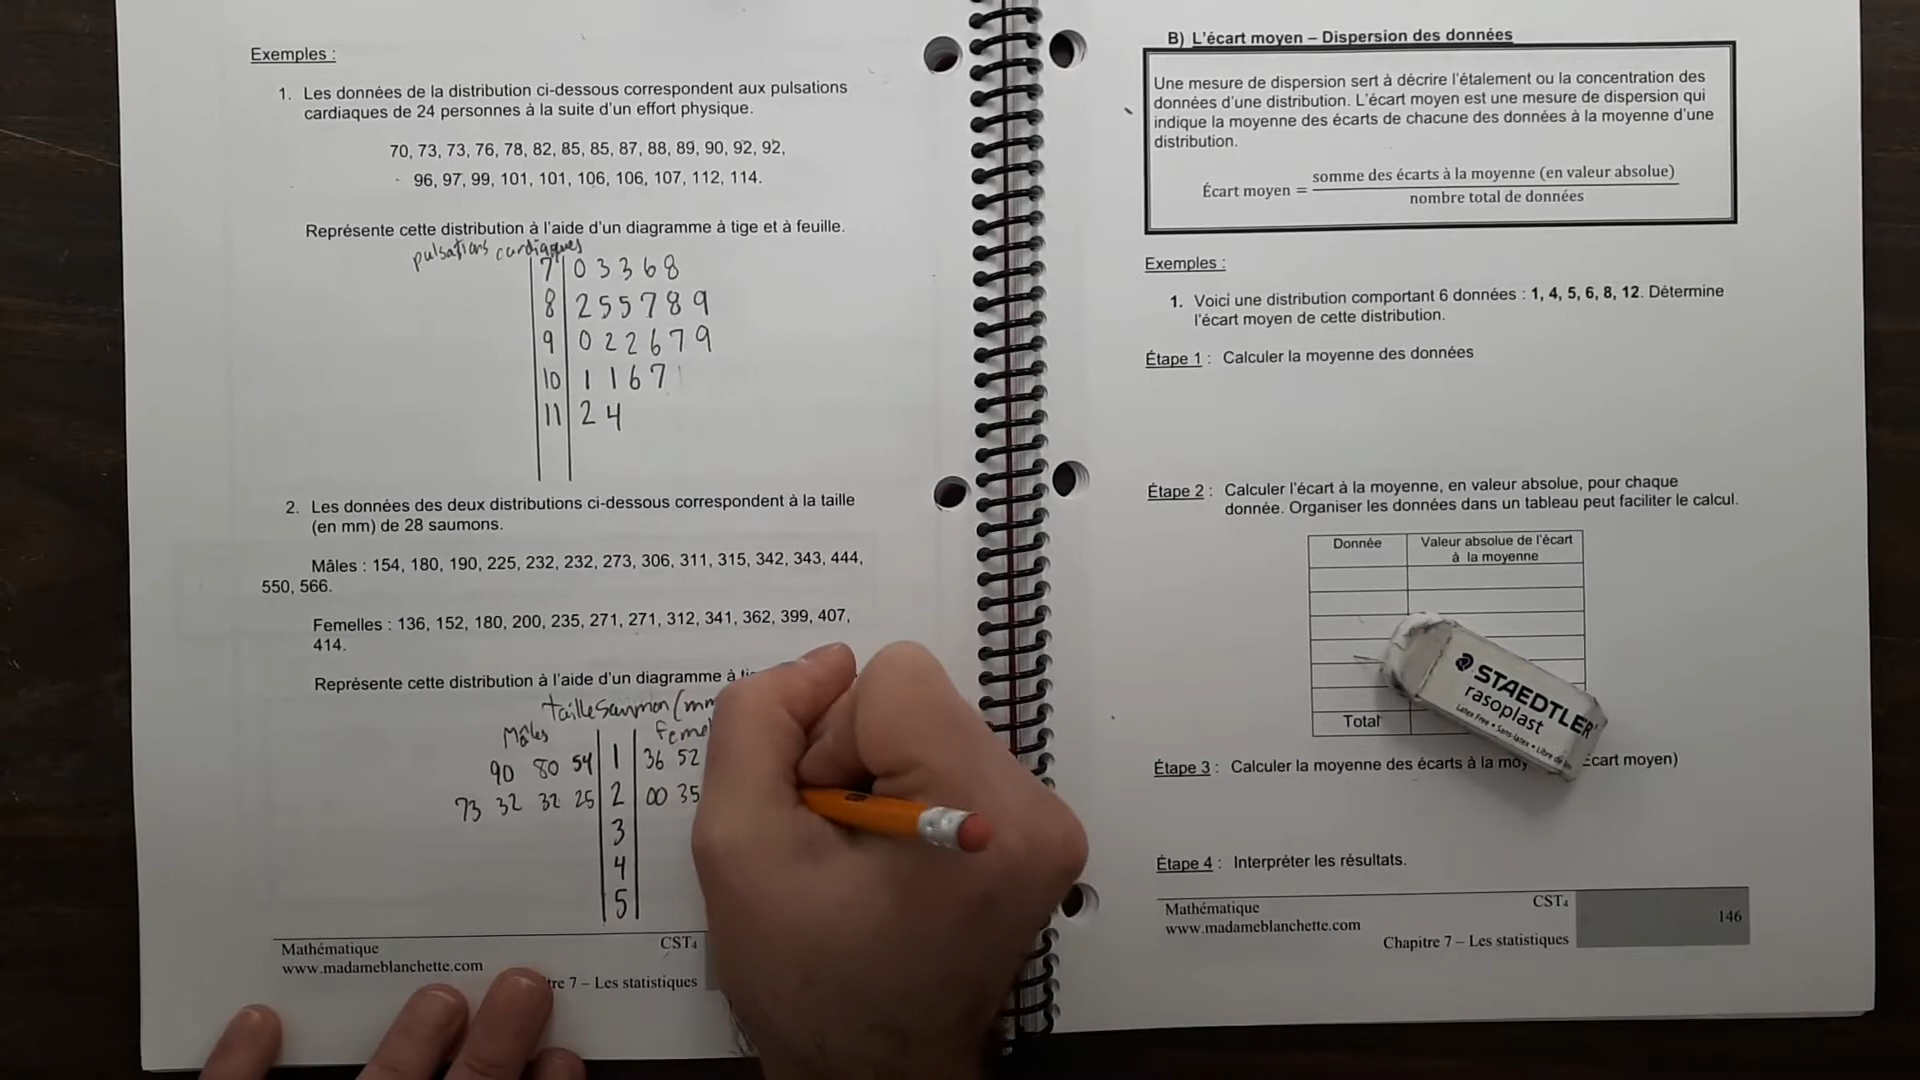 Exemples :
1. Les données de la distribution ci-dessous correspondent aux pulsations
cardiaques de 24 personnes à la suite d'un effort physique.
70, 73, 73, 76, 78, 82, 85, 85, 87, 88, 89, 90, 92, 92,
96, 97, 99, 101, 101, 106, 106, 107, 112, 114.
Représente cette distribution à l'aide d'un diagramme à tige et à feuille.
pulsations cardiaques
7 0 3 3 6 8
8 2 5 5 7 8 9
9 0 2 2 6 7 9
10 1 1 6 7
11 2 4
2. Les données des deux distributions ci-dessous correspondent à la taille
(en mm) de 28 saumons.
Mâles : 154, 180, 190, 225, 232, 232, 273, 306, 311, 315, 342, 343, 444,
550, 566.
Femelles : 136, 152, 180, 200, 235, 271, 271, 312, 341, 362, 399, 407,
414.
Représente cette distribution à l'aide d'un diagramme à
taille saumon (mm
Mâles Femel
90 80 54 1 36 52
73 32 32 25 2 00 35
3
4
5
Mathématique CST4
www.madameblanchette.com
tre 7 – Les statistiques
B) L'écart moyen – Dispersion des données
Une mesure de dispersion sert à décrire l'étalement ou la concentration des
données d'une distribution. L'écart moyen est une mesure de dispersion qui
indique la moyenne des écarts de chacune des données à la moyenne d'une
distribution.
Écart moyen = somme des écarts à la moyenne (en valeur absolue)
nombre total de données
Exemples :
1. Voici une distribution comportant 6 données : 1, 4, 5, 6, 8, 12. Détermine
l'écart moyen de cette distribution.
Étape 1 : Calculer la moyenne des données
Étape 2 : Calculer l'écart à la moyenne, en valeur absolue, pour chaque
donnée. Organiser les données dans un tableau peut faciliter le calcul.
Donnée Valeur absolue de l'écart
à la moyenne
Total
STAEDTLER
rasoplast
Latex Free • Sans latex • Libre de
Étape 3 : Calculer la moyenne des écarts à la moy cart moyen)
Étape 4 : Interpréter les résultats.
Mathématique CST4
www.madameblanchette.com 146
Chapitre 7 – Les statistiques